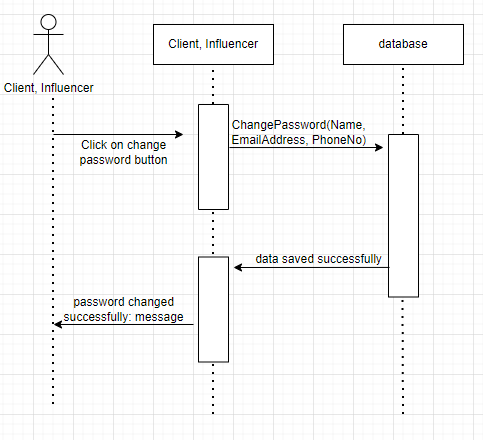 Client, Influencer
database
Client, Influencer
ChangePassword(Name,
EmailAddress, PhoneNo)
Click on change
password button
data saved successfully
password changed
successfully: message